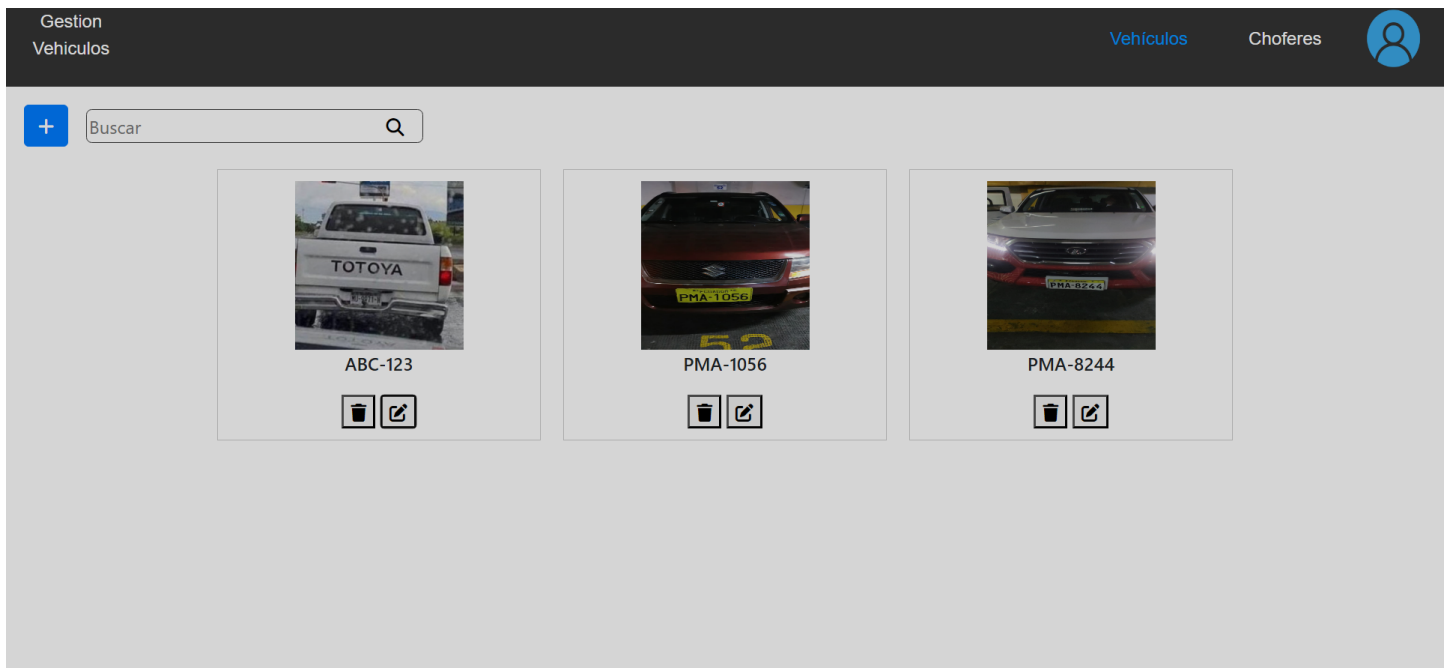 Gestion
Vehiculos
Vehículos
Choferes
Buscar
TOTOYA
PMA-1056
52
PMA-8244
ABC-123
PMA-1056
PMA-8244